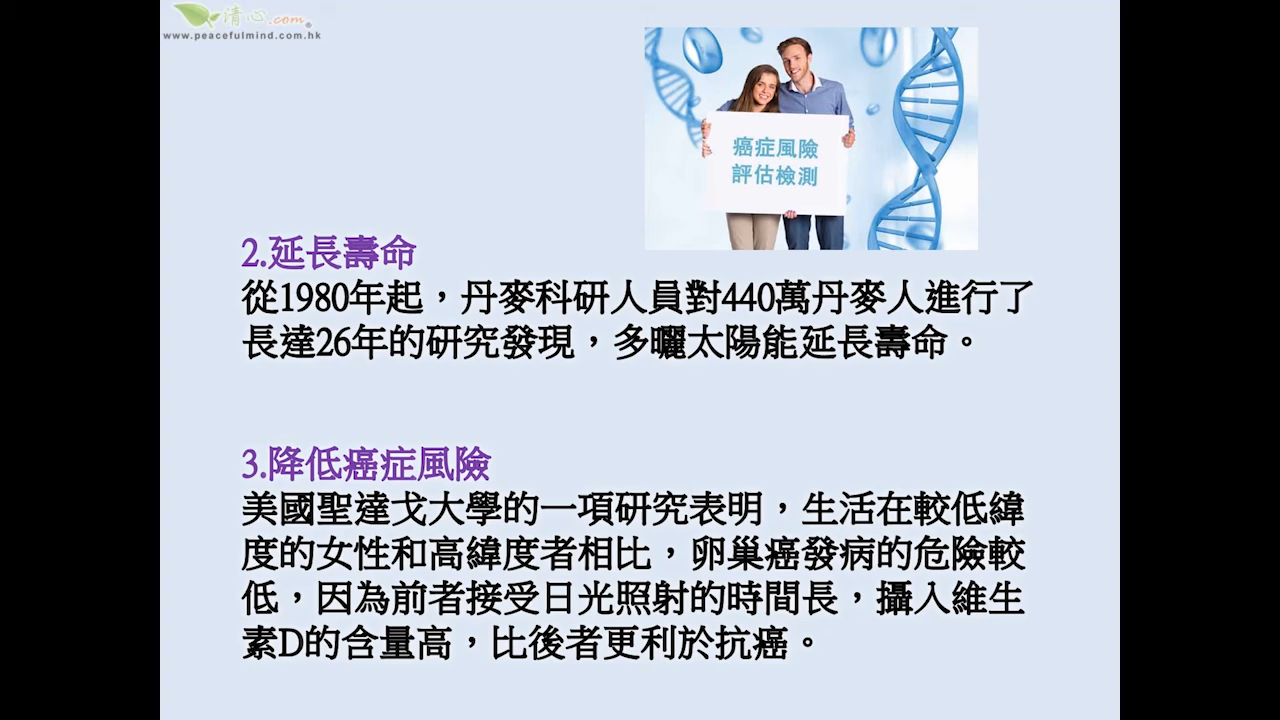 清心.com®
www.peacefulmind.com.hk
癌症風險
評估檢測
2.延長壽命
從1980年起，丹麥科研人員對440萬丹麥人進行了
長達26年的研究發現，多曬太陽能延長壽命。
3.降低癌症風險
美國聖達戈大學的一項研究表明，生活在較低緯
度的女性和高緯度者相比，卵巢癌發病的危險較
低，因為前者接受日光照射的時間長，攝入維生
素D的含量高，比後者更利於抗癌。